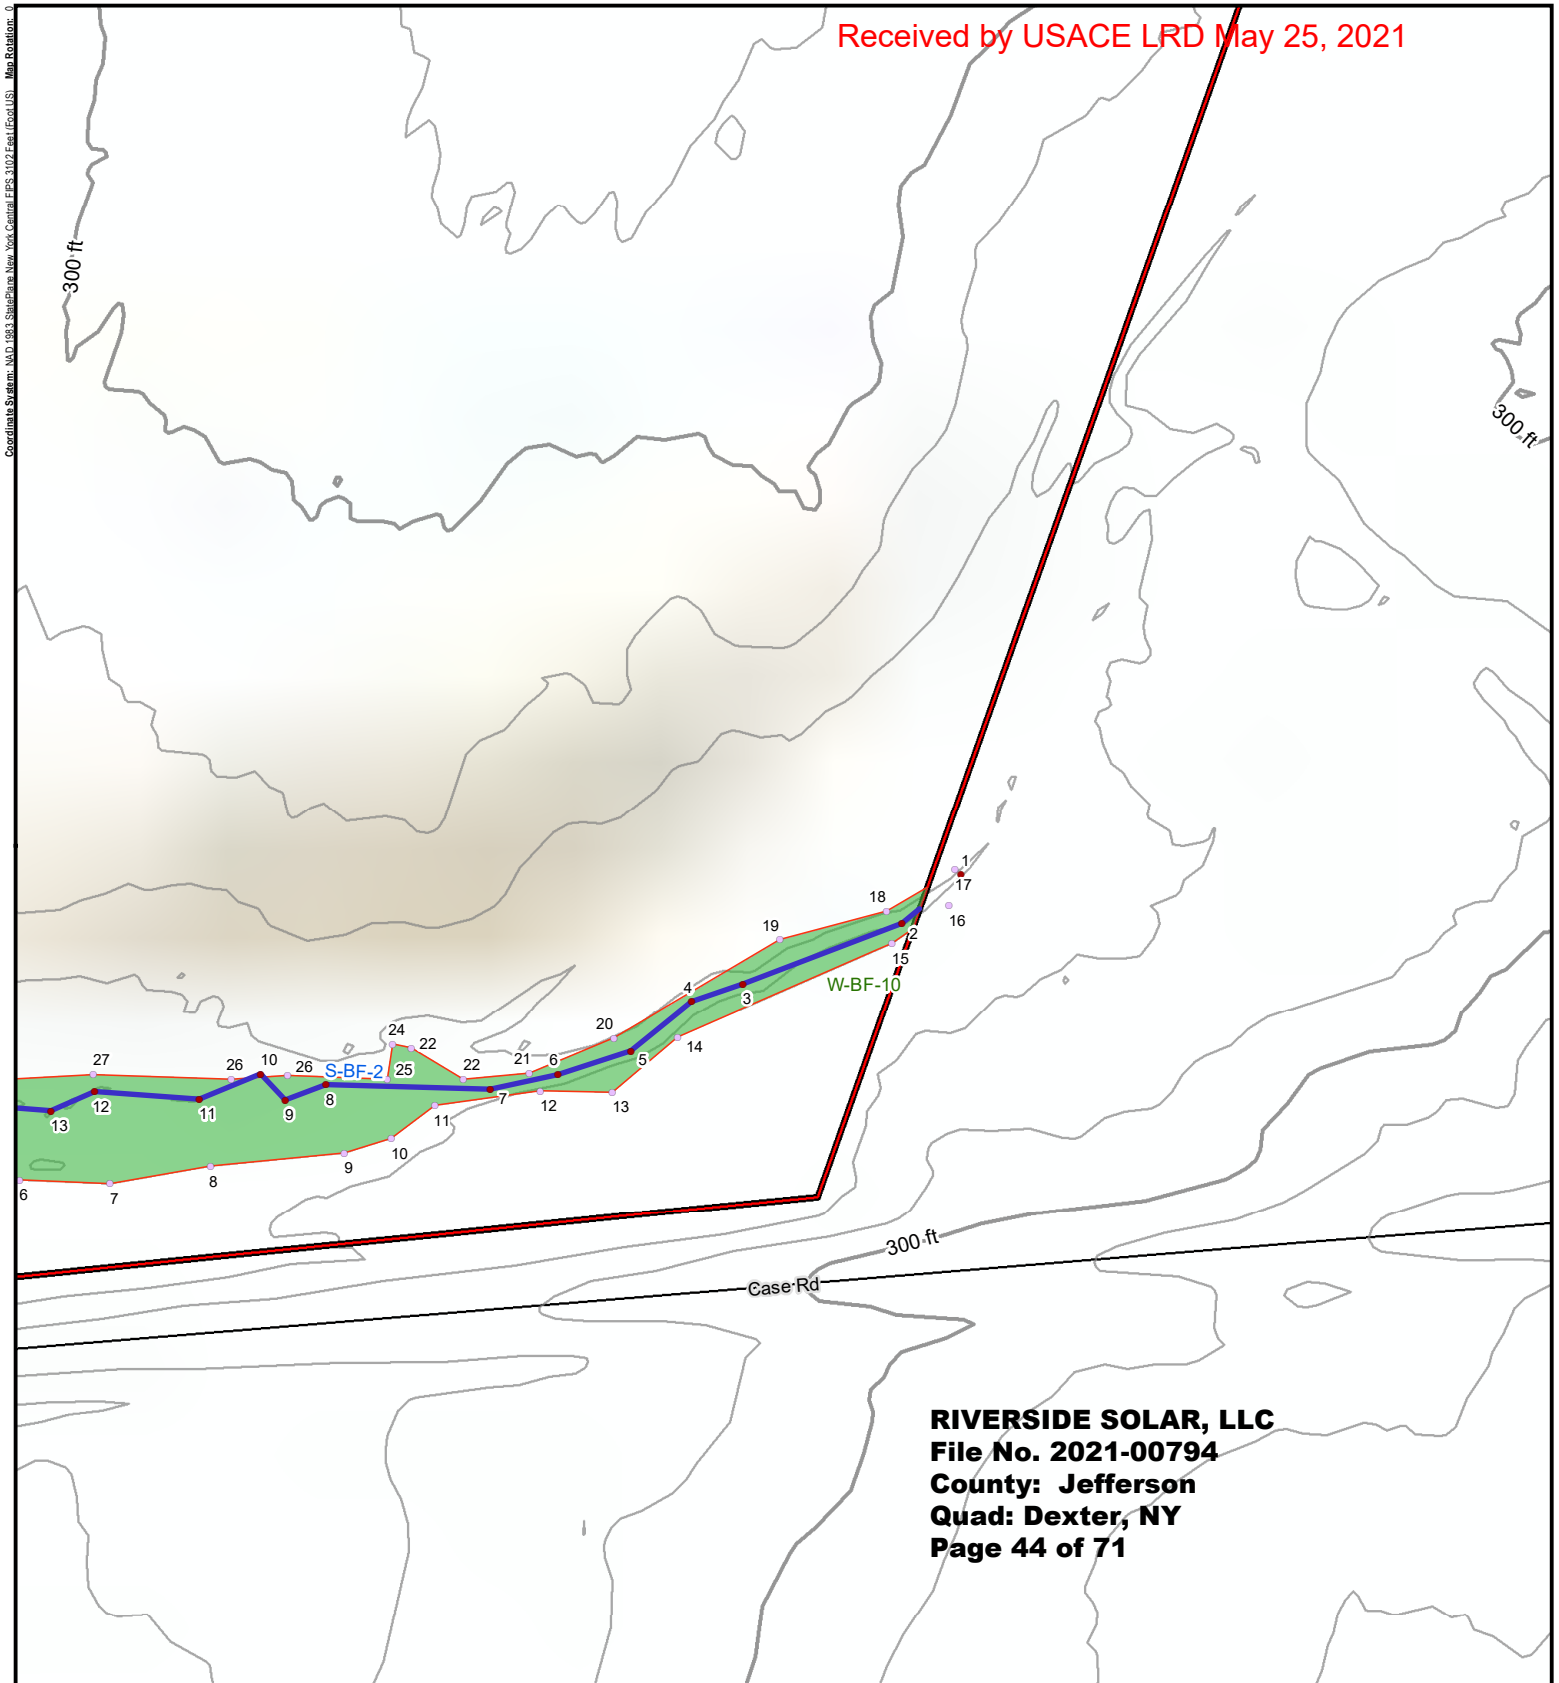 Received by USACE LRD May 25, 2021
Coordinate System: NAD 1983 StatePlane New York Central FIPS 3102 Feet (Foot US) Map Rotation: 0
300 ft
300 ft
1
17
18
16
19
2
15
W-BF-10
4
3
20
14
24
22
5
27
26
10
26
S-BF-2
25
22
21
6
13
12
11
9
8
7
12
13
11
10
9
8
6
7
300 ft
Case Rd
RIVERSIDE SOLAR, LLC
File No. 2021-00794
County: Jefferson
Quad: Dexter, NY
Page 44 of 71